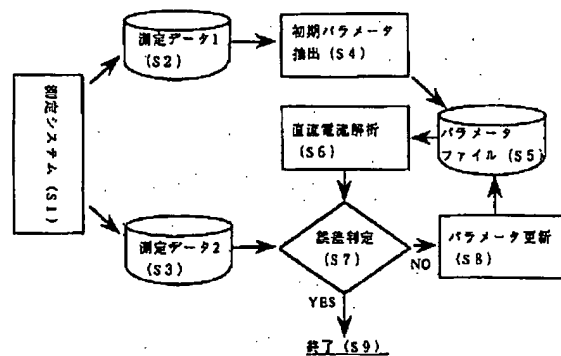 測定データ1
(S2)
初期パラメータ
抽出 (S4)
測定システム (S1)
直流電流解析
(S6)
パラメータ
ファイル (S5)
測定データ2
(S3)
誤差判定
(S7)
NO
パラメータ更新
(S8)
YES
終了 (S9)